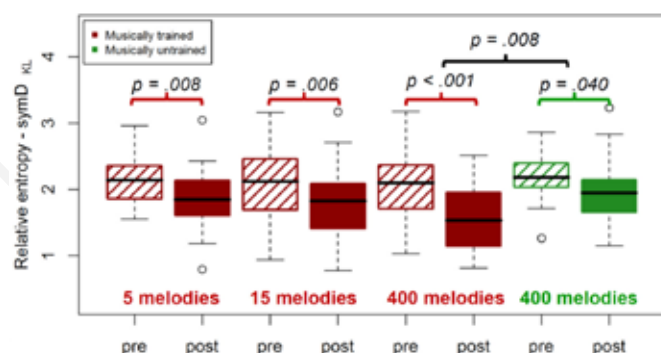 Musically trained
Musically untrained
p = .008
p = .008
p = .006
p < .001
p = .040
Relative entropy - symD KL
4
3
2
1
5 melodies 15 melodies 400 melodies 400 melodies
pre post pre post pre post pre post